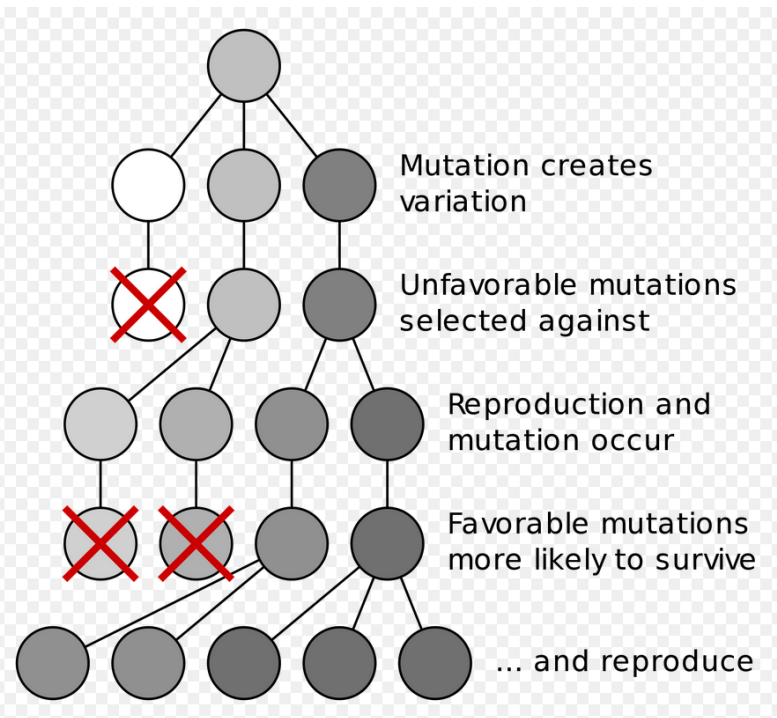 Mutation creates
variation
Unfavorable mutations
selected against
Reproduction and
mutation occur
Favorable mutations
more likely to survive
... and reproduce